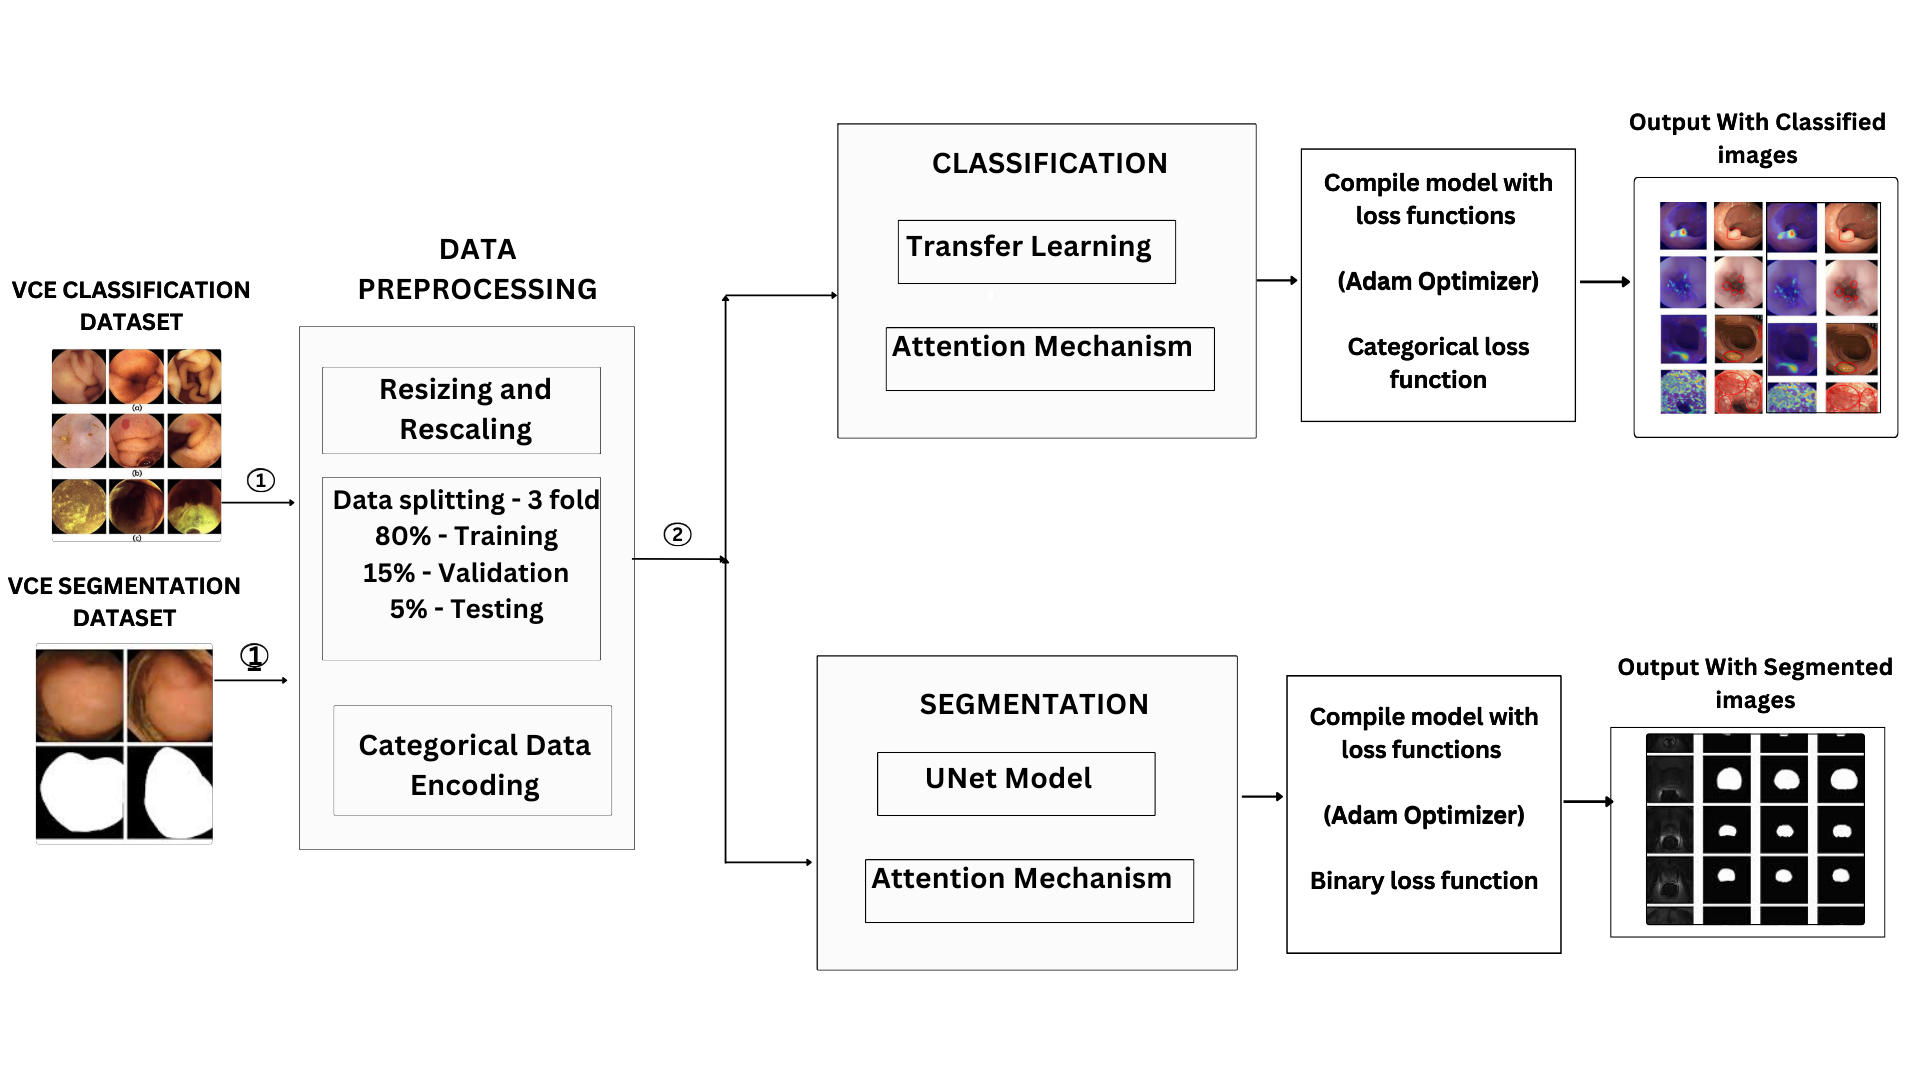 VCE CLASSIFICATION
DATASET
(a)
(b)
(c)
①
VCE SEGMENTATION
DATASET
①
DATA
PREPROCESSING
Resizing and
Rescaling
Data splitting - 3 fold
80% - Training
15% - Validation
5% - Testing
Categorical Data
Encoding
②
CLASSIFICATION
Transfer Learning
Attention Mechanism
Compile model with
loss functions
(Adam Optimizer)
Categorical loss
function
Output With Classified
images
SEGMENTATION
UNet Model
Attention Mechanism
Compile model with
loss functions
(Adam Optimizer)
Binary loss function
Output With Segmented
images